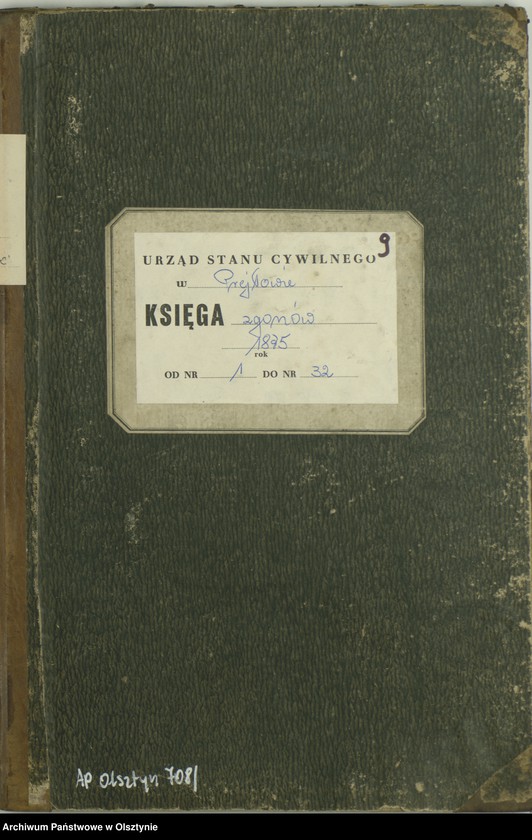 9
URZĄD STANU CYWILNEGO
w Prejłowie
KSIĘGA zgonów
1895
rok
OD NR 1 DO NR 32
AP Olsztyn 708/
Archiwum Państwowe w Olsztynie